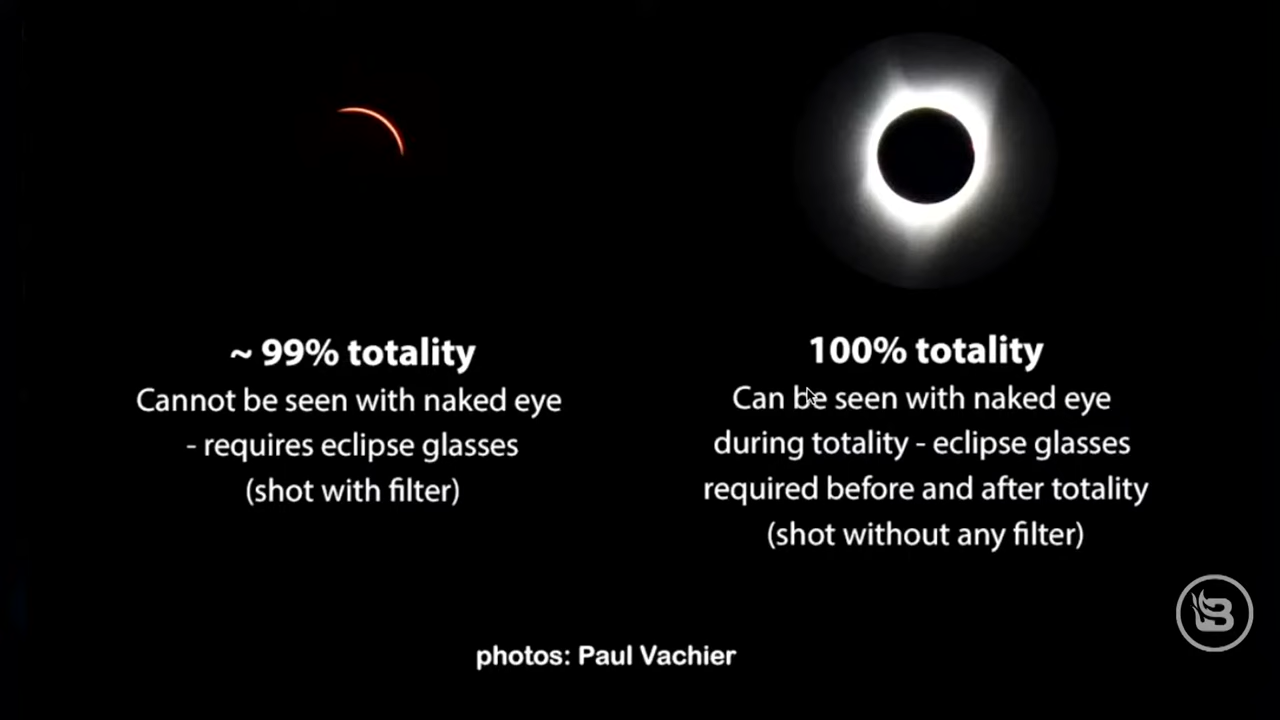 ~ 99% totality
Cannot be seen with naked eye
- requires eclipse glasses
(shot with filter)
100% totality
Can be seen with naked eye
during totality - eclipse glasses
required before and after totality
(shot without any filter)
photos: Paul Vachier
B